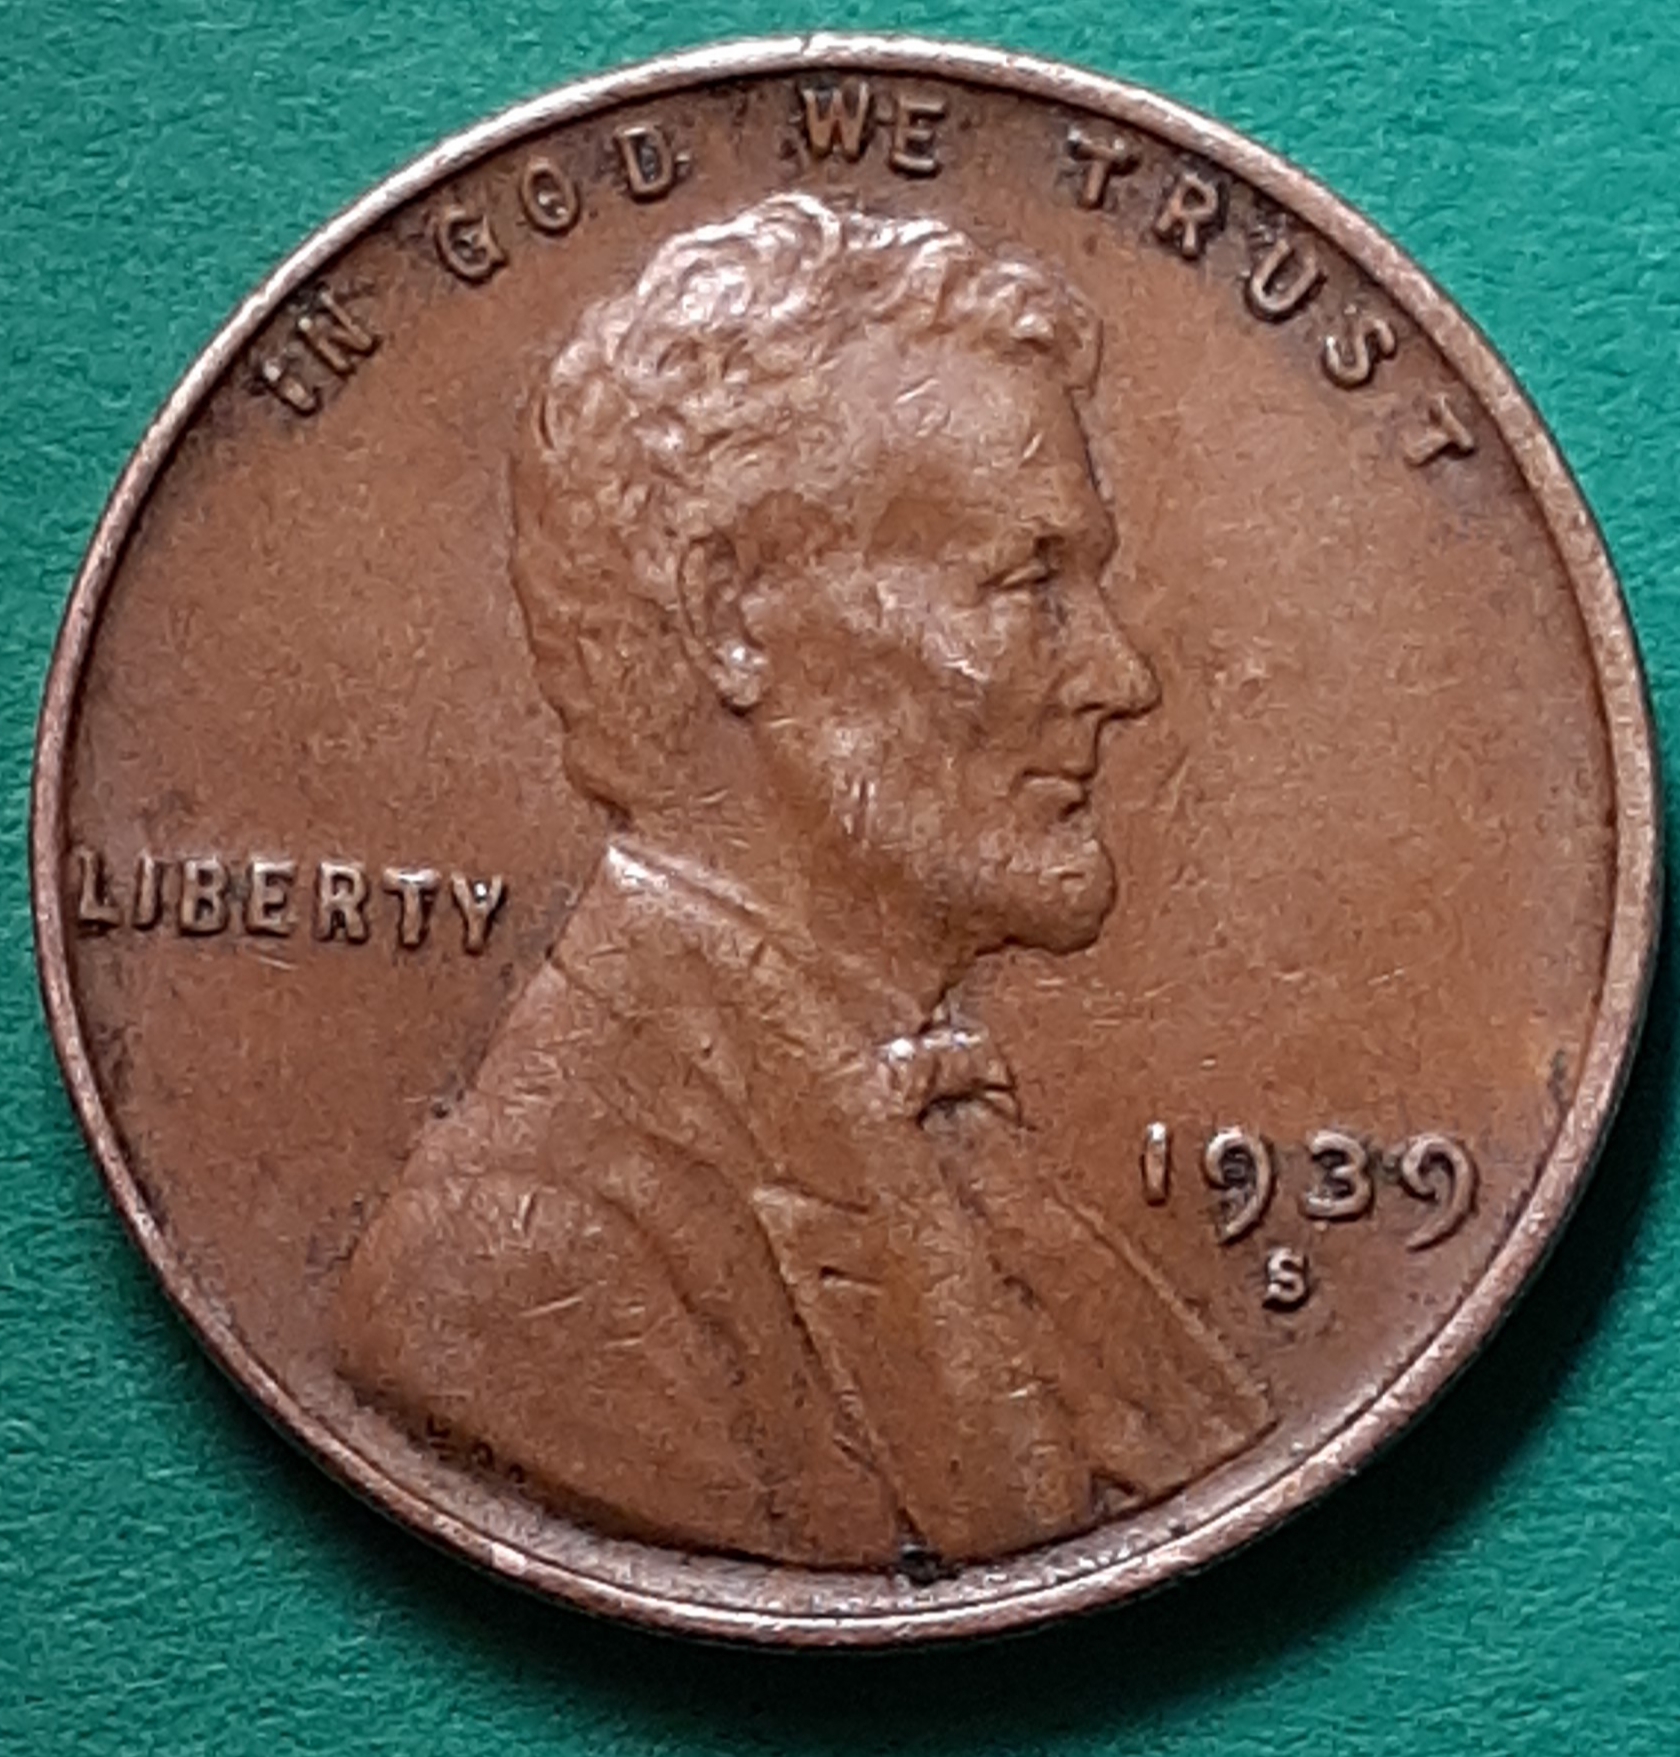 IN GOD WE TRUST
LIBERTY
1939
S